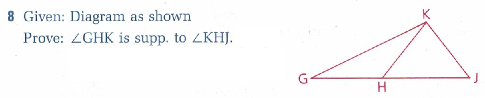 8 Given: Diagram as shown
Prove: ∠GHK is supp. to ∠KHJ.
K
G
H
J